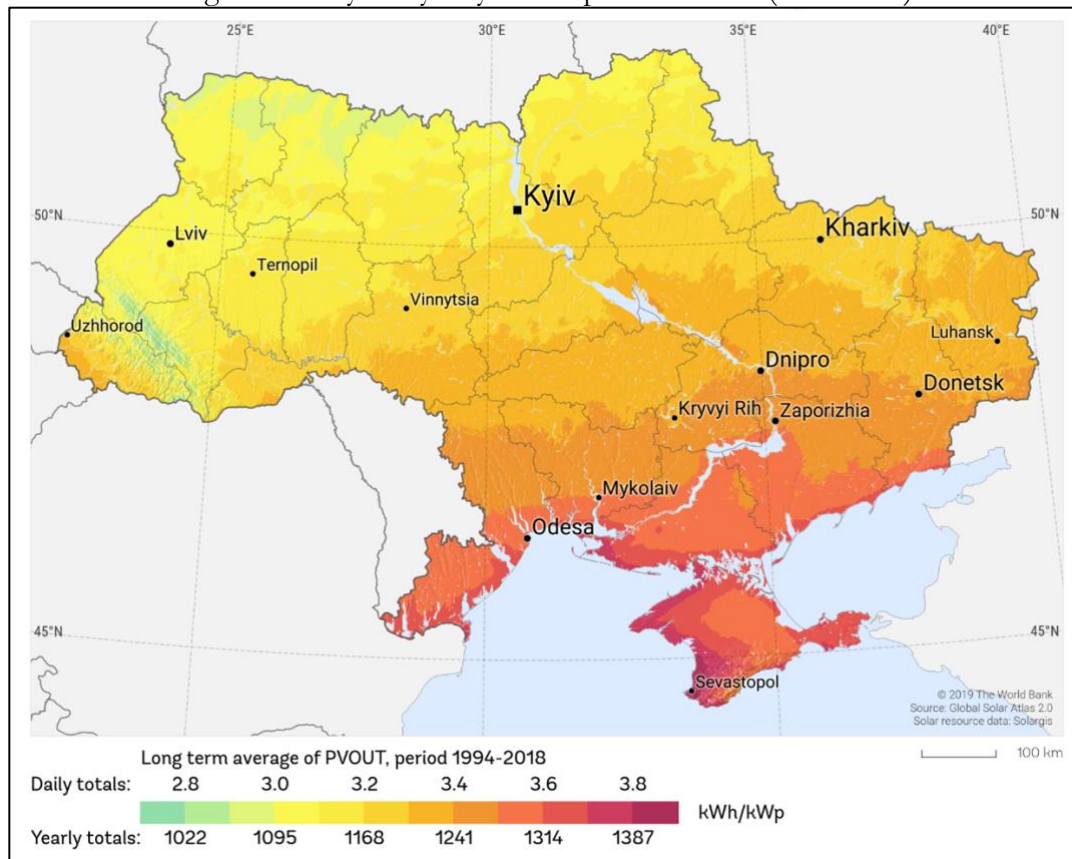 25°E 30°E 35°E 40°E
50°N 50°N
Kyiv
Kharkiv
Lviv
Ternopil
Vinnytsia
Uzhhorod
Luhansk
Dnipro
Donetsk
Kryvyi Rih
Zaporizhia
Mykolaiv
Odesa
45°N 45°N
Sevastopol
© 2019 The World Bank
Source: Global Solar Atlas 2.0
Solar resource data: Solargis
100 km
Long term average of PVOUT, period 1994-2018
Daily totals: 2.8 3.0 3.2 3.4 3.6 3.8
kWh/kWp
Yearly totals: 1022 1095 1168 1241 1314 1387